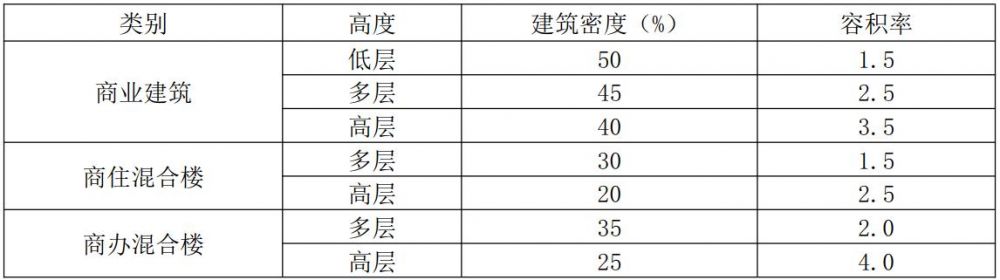 类别 高度 建筑密度(%) 容积率
商业建筑 低层 50 1.5
多层 45 2.5
高层 40 3.5
商住混合楼 多层 30 1.5
高层 20 2.5
商办混合楼 多层 35 2.0
高层 25 4.0